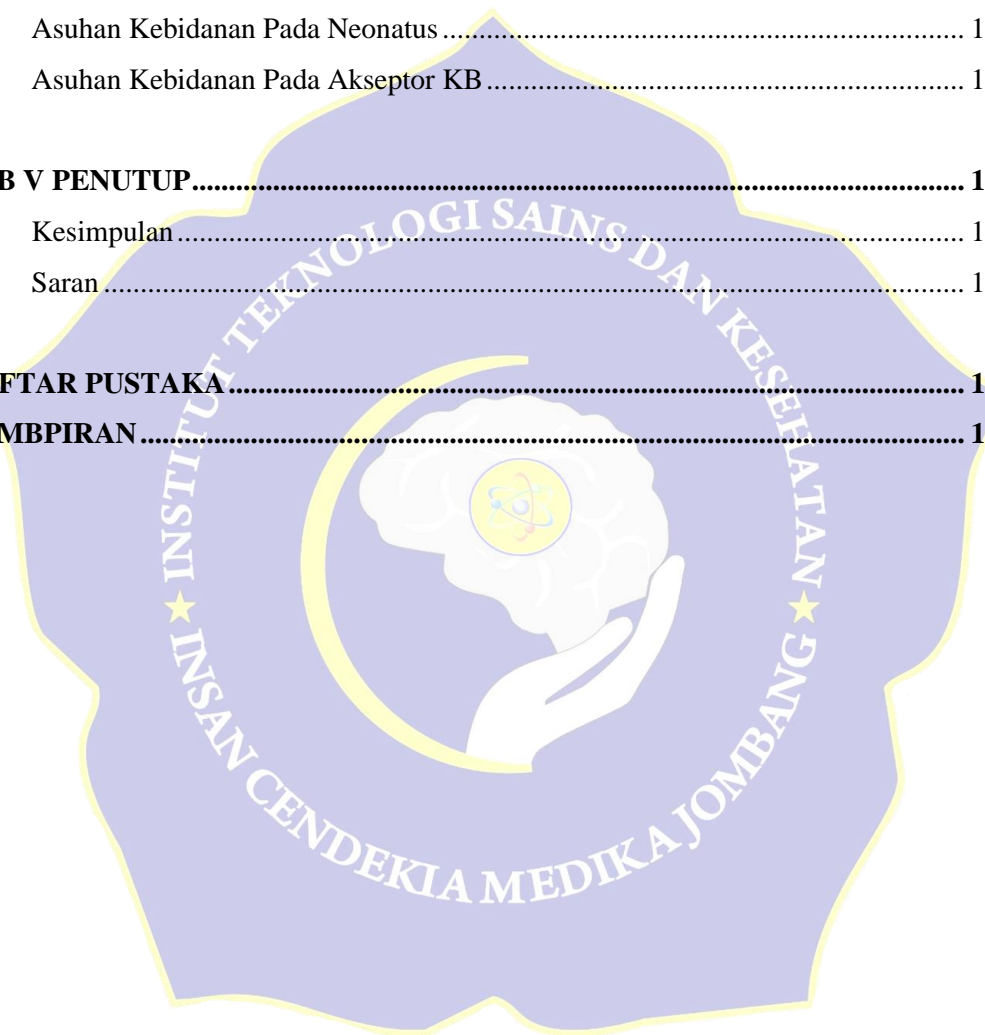 Asuhan Kebidanan Pada Neonatus ........................................................................ 1
Asuhan Kebidanan Pada Akseptor KB .................................................................. 1
B V PENUTUP ......................................................................................................... 1
Kesimpulan ........................................................................................................... 1
Saran ..................................................................................................................... 1
FTAR PUSTAKA .................................................................................................... 1
MBPIRAN ................................................................................................................ 1
INSTITUT TEKNOLOGI SAINS DAN KESEHATAN
INSAN CENDEKIA MEDIKA JOMBANG